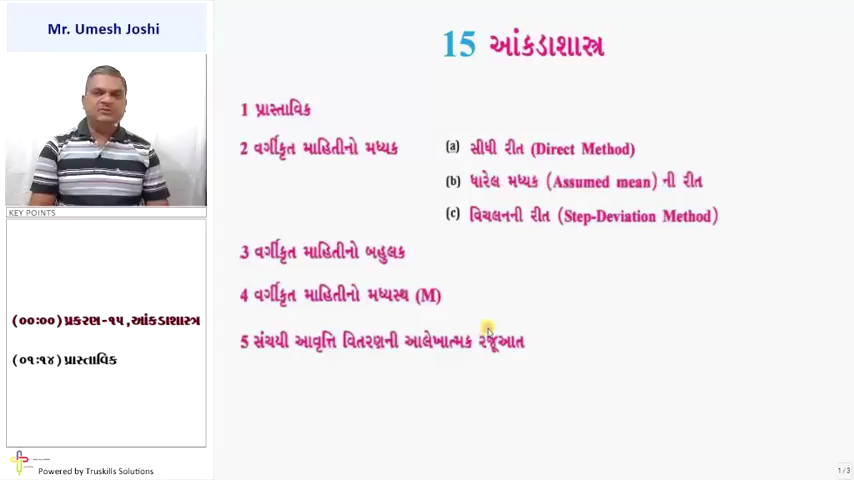 Mr. Umesh Joshi
15 આંકડાશાસ્ત્ર
1 પ્રાસ્તાવિક
2 વર્ગીકૃત માહિતીનો મધ્યક
(a) સીધી રીત (Direct Method)
(b) ધારેલ મધ્યક (Assumed mean) ની રીત
(c) વિચલનની રીત (Step-Deviation Method)
3 વર્ગીકૃત માહિતીનો બહુલક
4 વર્ગીકૃત માહિતીનો મધ્યસ્થ (M)
5 સંચયી આવૃત્તિ વિતરણની આલેખાત્મક રજૂઆત
KEY POINTS
(૦૦:૦૦) પ્રકરણ-૧૫,આંકડાશાસ્ત્ર
(૦૧:૧૪) પ્રાસ્તાવિક
Powered by Truskills Solutions
1/3